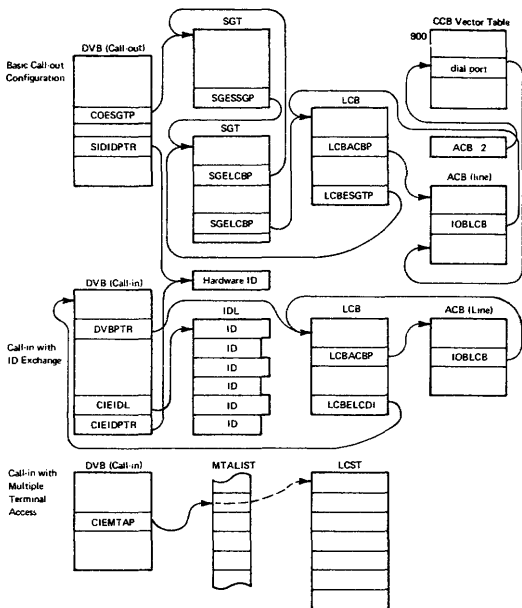 Basic Call-out
Configuration
DVB (Call-out)
COESGTP
SIDIDPTR
SGT
SGESSGP
SGT
SGELCBP
SGELCBP
LCB
LCBACBP
LCBESGTP
CCB Vector Table
900
dial port
ACB 2
ACB (line)
IOBLCB
Hardware ID
Call-in with
ID Exchange
DVB (Call-in)
DVBPTR
CIEIDL
CIEIDPTR
IDL
ID
ID
ID
ID
ID
ID
LCB
LCBACBP
LCBELCDI
ACB (Line)
IOBLCB
Call-in with
Multiple
Terminal
Access
DVB (Call-in)
CIEMTAP
MTALIST
LCST